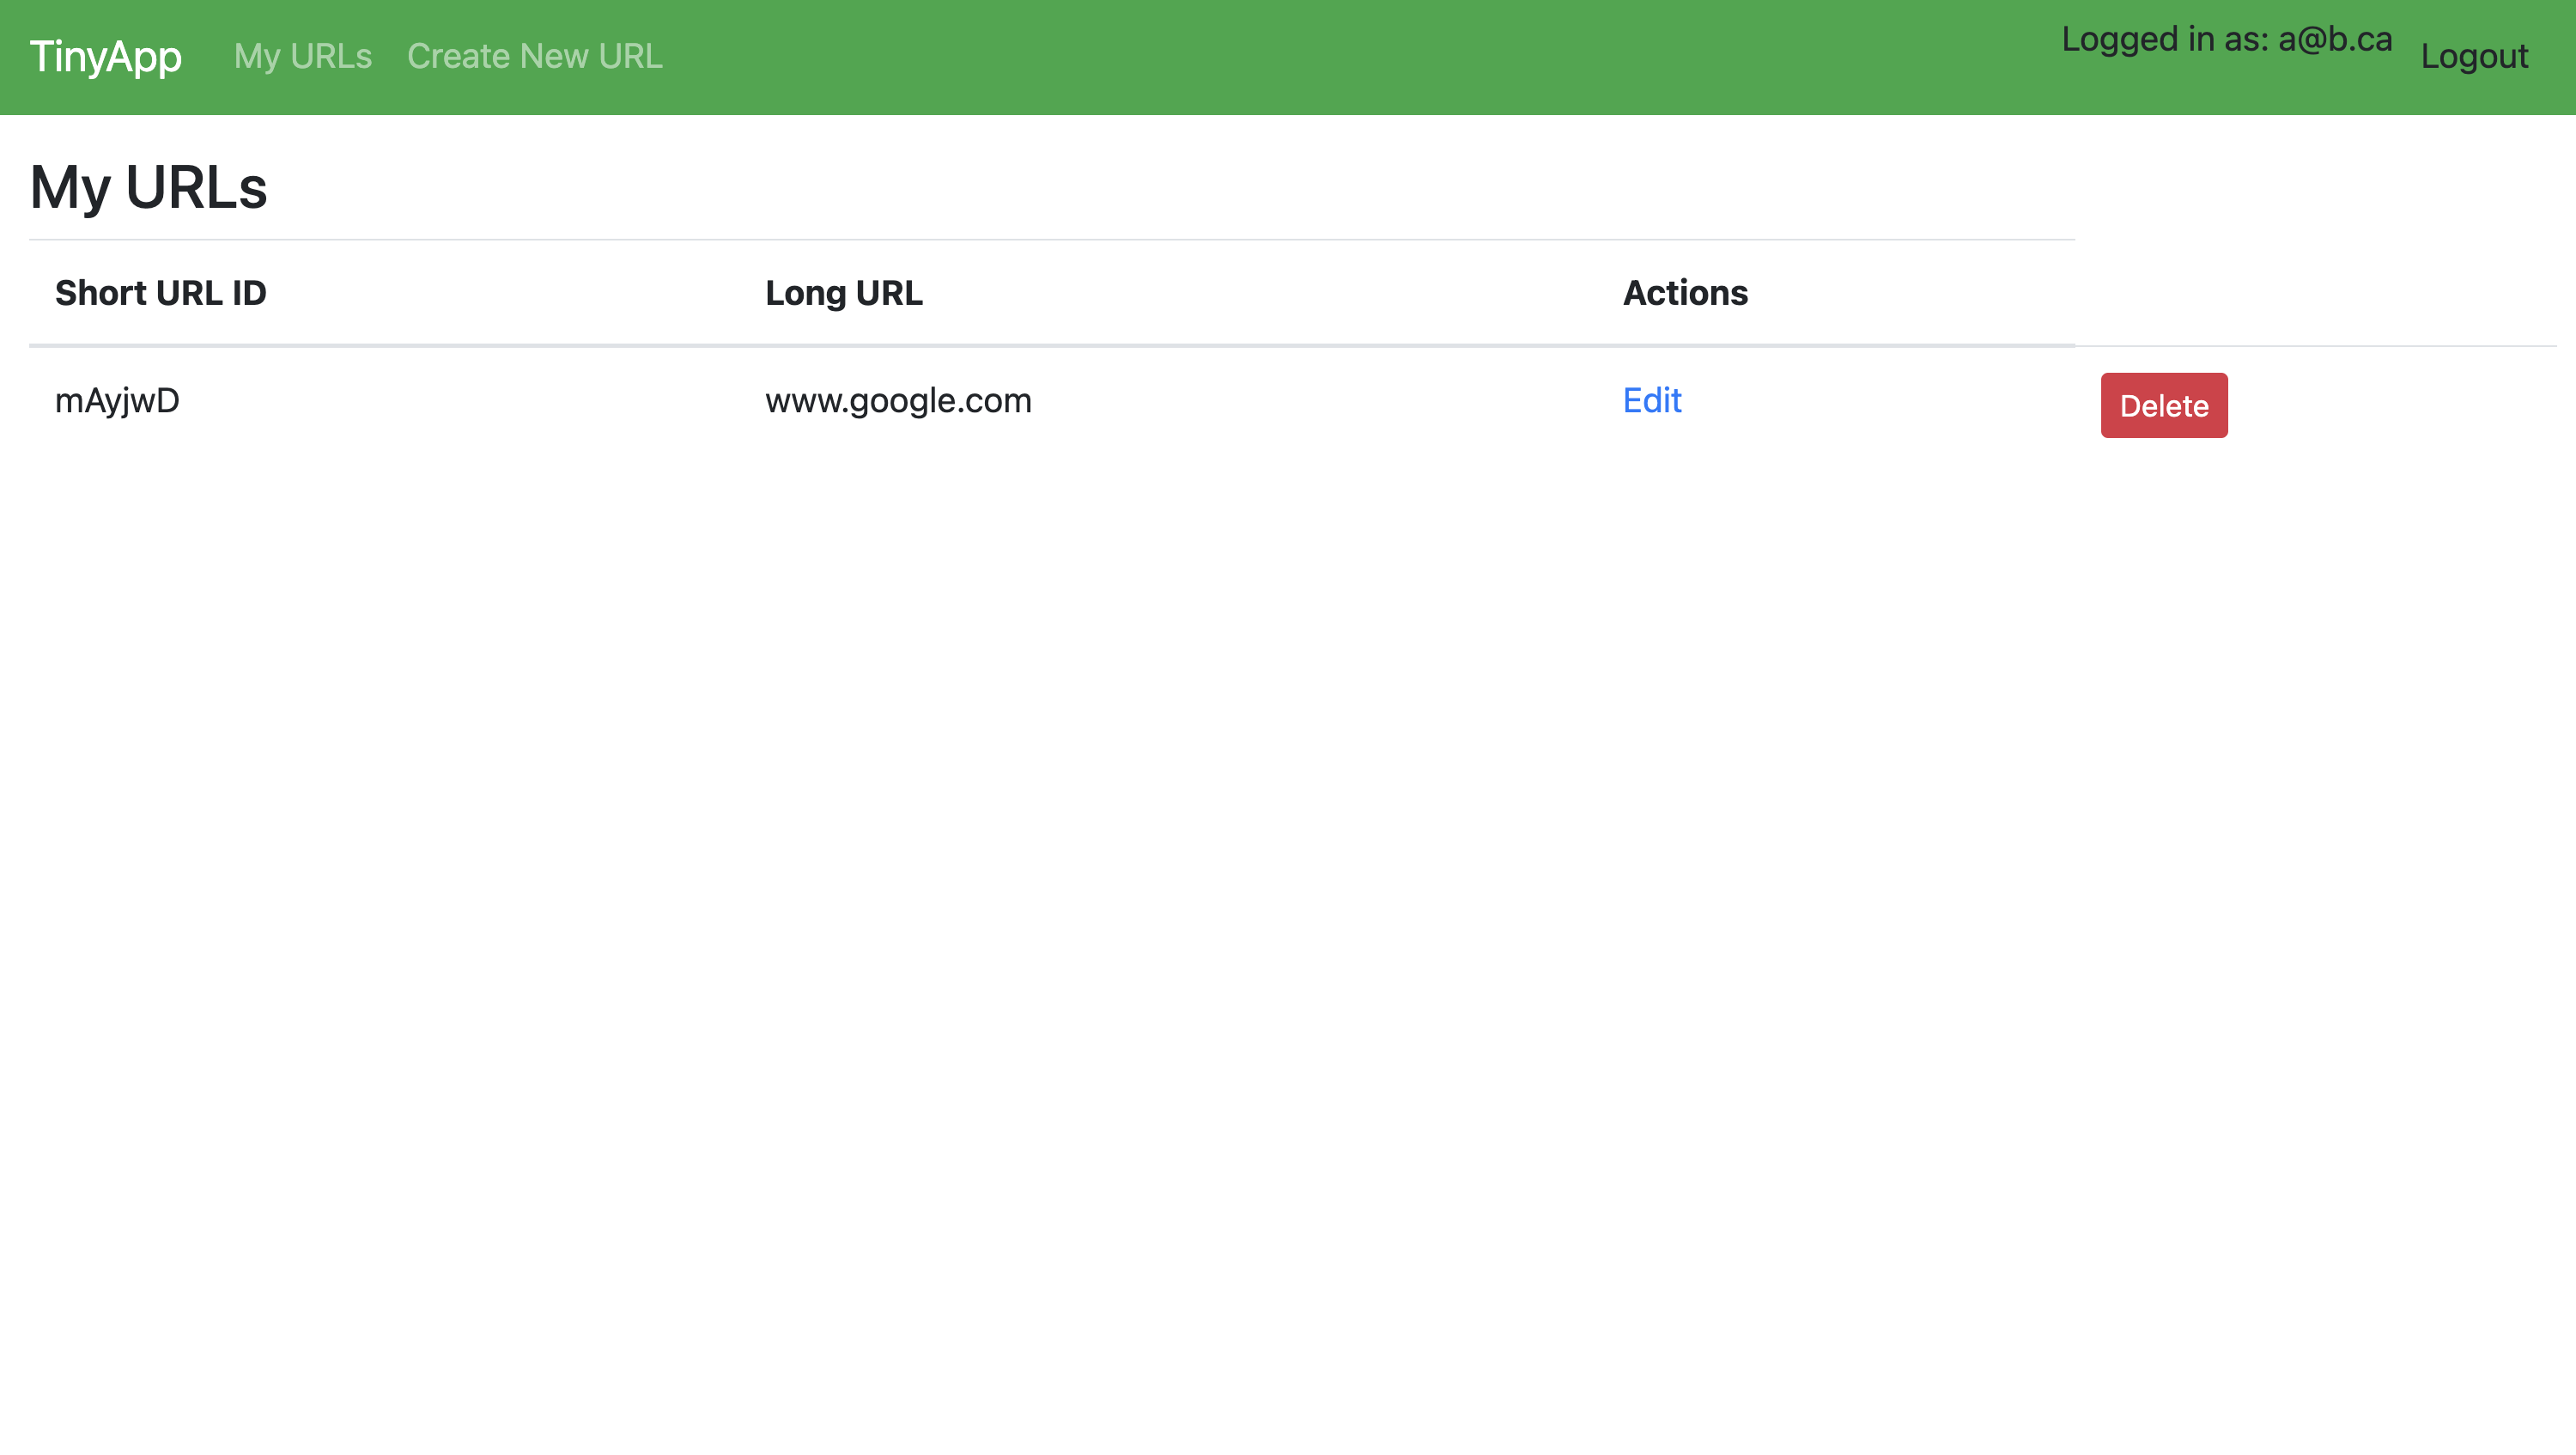 TinyApp My URLs Create New URL Logged in as: a@b.ca Logout
My URLs
Short URL ID Long URL Actions
mAyjwD www.google.com Edit Delete